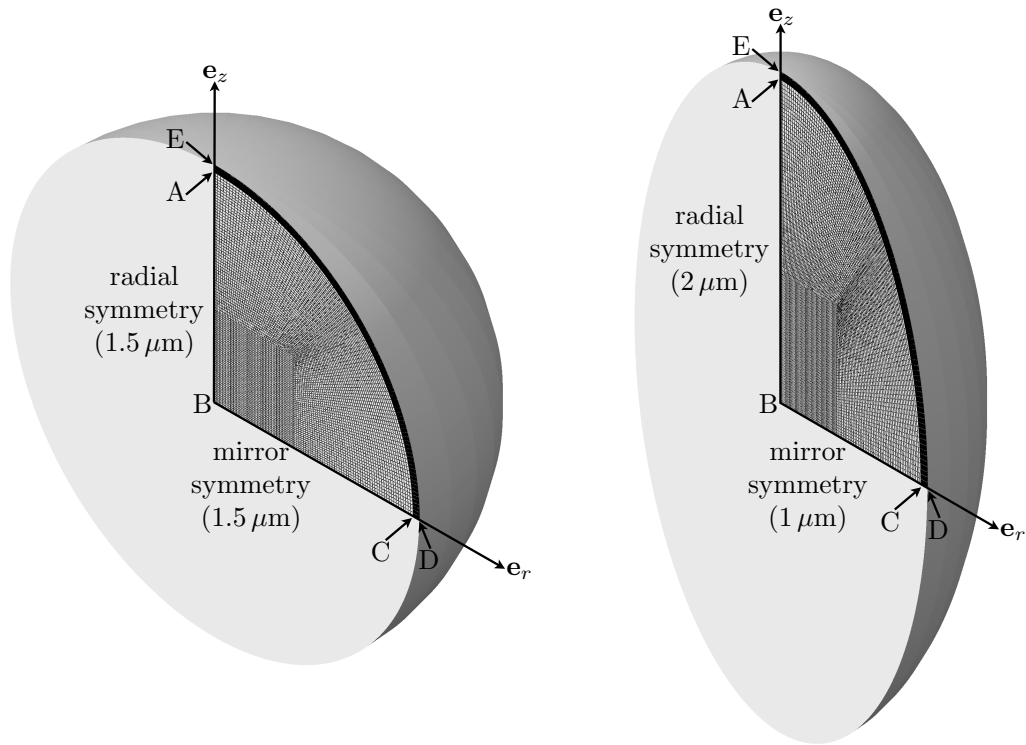 e_z
E
A
radial
symmetry
(1.5 μm)
B
mirror
symmetry
(1.5 μm)
C
D
e_r
e_z
E
A
radial
symmetry
(2 μm)
B
mirror
symmetry
(1 μm)
C
D
e_r